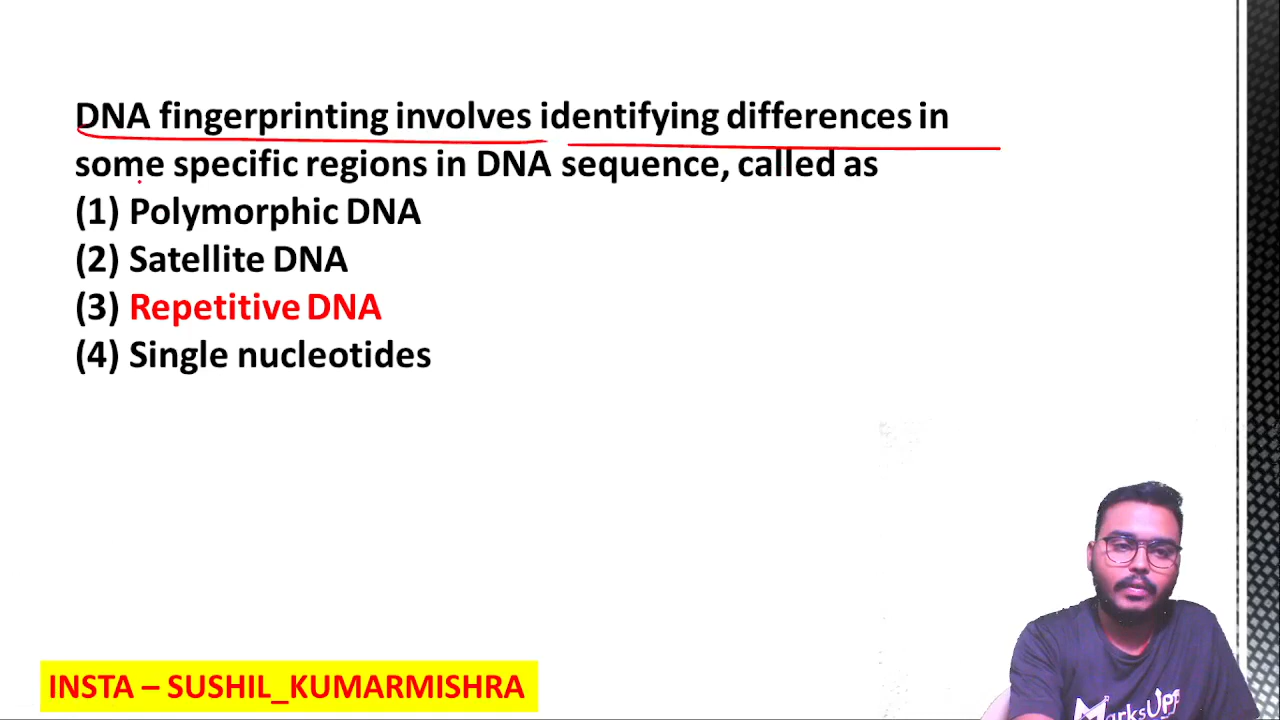 DNA fingerprinting involves identifying differences in
some specific regions in DNA sequence, called as
(1) Polymorphic DNA
(2) Satellite DNA
(3) Repetitive DNA
(4) Single nucleotides
INSTA – SUSHIL_KUMARMISHRA
MarksUpp